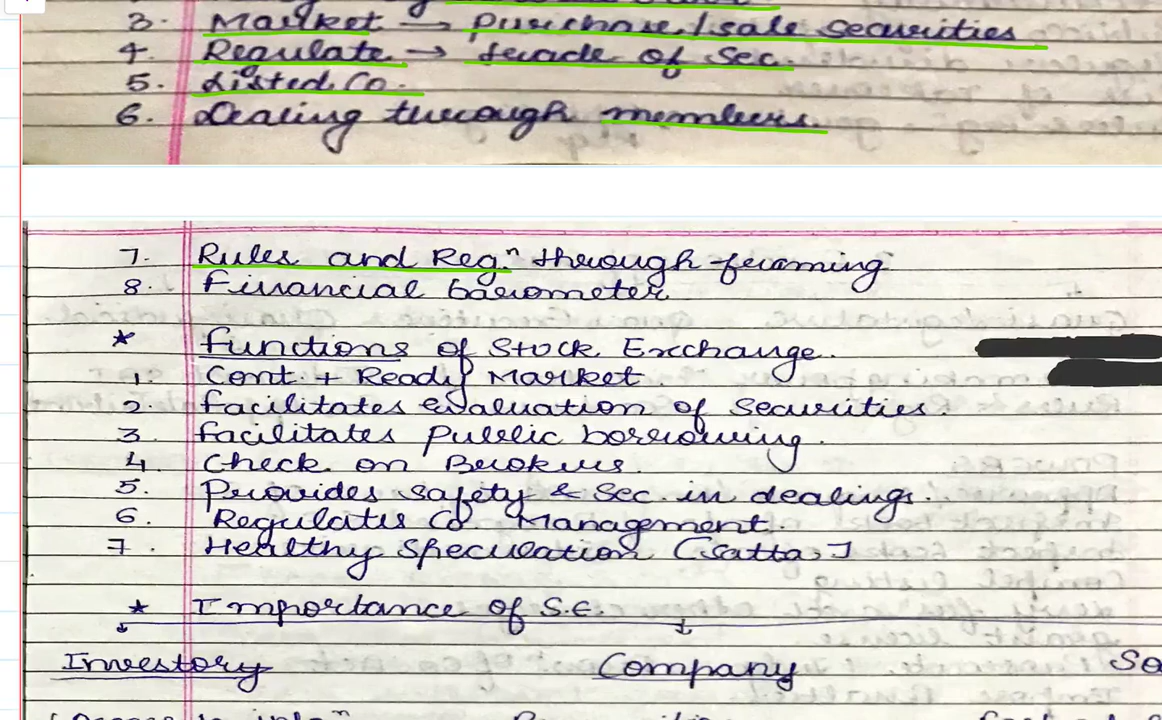 3. Market → purchase/sale securities
4. Regulate → trade of Sec.
5. Listed Co.
6. Dealing through members.
7. Rules and Reg.ⁿ through framing
8. Financial barometer
* Functions of Stock Exchange.
1. Cont. + Ready Market.
2. Facilitates evaluation of securities.
3. Facilitates Public borrowing.
4 Check on Brokers.
5. Provides safety & Sec. in dealings.
6. Regulates Co Management.
7. Healthy Speculation (satta)
* Importance of S.E.
Investory Company So